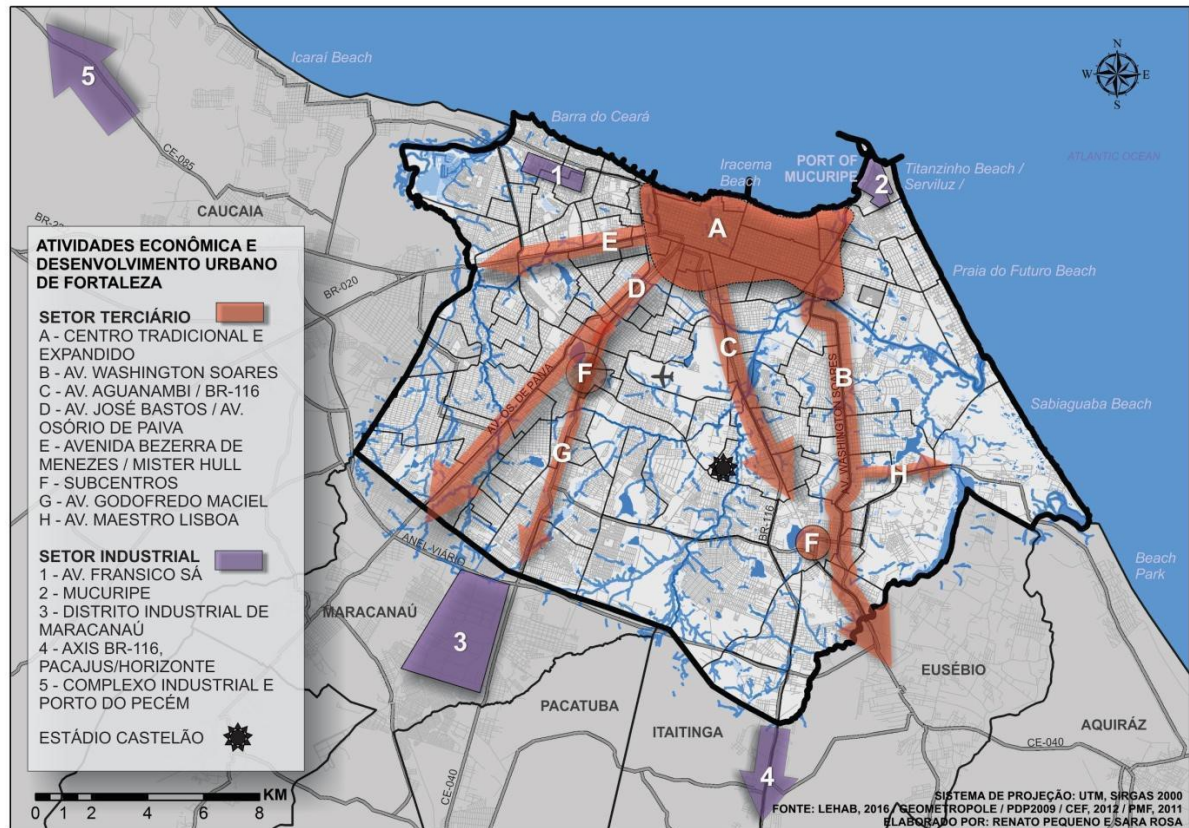 N
W E
S
5
Icaraí Beach
Barra do Ceará
Iracema
Beach
PORT OF
MUCURIPE
Titanzinho Beach /
Serviluz /
ATLANTIC OCEAN
1
2
CE-085
CAUCAIA
A
E
D
Praia do Futuro Beach
BR-020
F
C
B
AV. OS. DE PAIVA
AV. WASHINGTON SOARES
Sabiaguaba Beach
G
H
BR-116
F
ANEL-VIÁRIO
Beach
Park
MARACANAÚ
3
EUSÉBIO
PACATUBA
ITAITINGA
AQUIRÁZ
CE-040
CE-040
4
ATIVIDADES ECONÔMICA E
DESENVOLVIMENTO URBANO
DE FORTALEZA
SETOR TERCIÁRIO
A - CENTRO TRADICIONAL E
EXPANDIDO
B - AV. WASHINGTON SOARES
C - AV. AGUANAMBI / BR-116
D - AV. JOSÉ BASTOS / AV.
OSÓRIO DE PAIVA
E - AVENIDA BEZERRA DE
MENEZES / MISTER HULL
F - SUBCENTROS
G - AV. GODOFREDO MACIEL
H - AV. MAESTRO LISBOA
SETOR INDUSTRIAL
1 - AV. FRANSICO SÁ
2 - MUCURIPE
3 - DISTRITO INDUSTRIAL DE
MARACANAÚ
4 - AXIS BR-116,
PACAJUS/HORIZONTE
5 - COMPLEXO INDUSTRIAL E
PORTO DO PECÉM
ESTÁDIO CASTELÃO
KM
0 1 2 4 6 8
SISTEMA DE PROJEÇÃO: UTM, SIRGAS 2000
FONTE: LEHAB, 2016 / GEOMETROPOLE / PDP2009 / CEF, 2012 / PMF, 2011
ELABORADO POR: RENATO PEQUENO E SARA ROSA